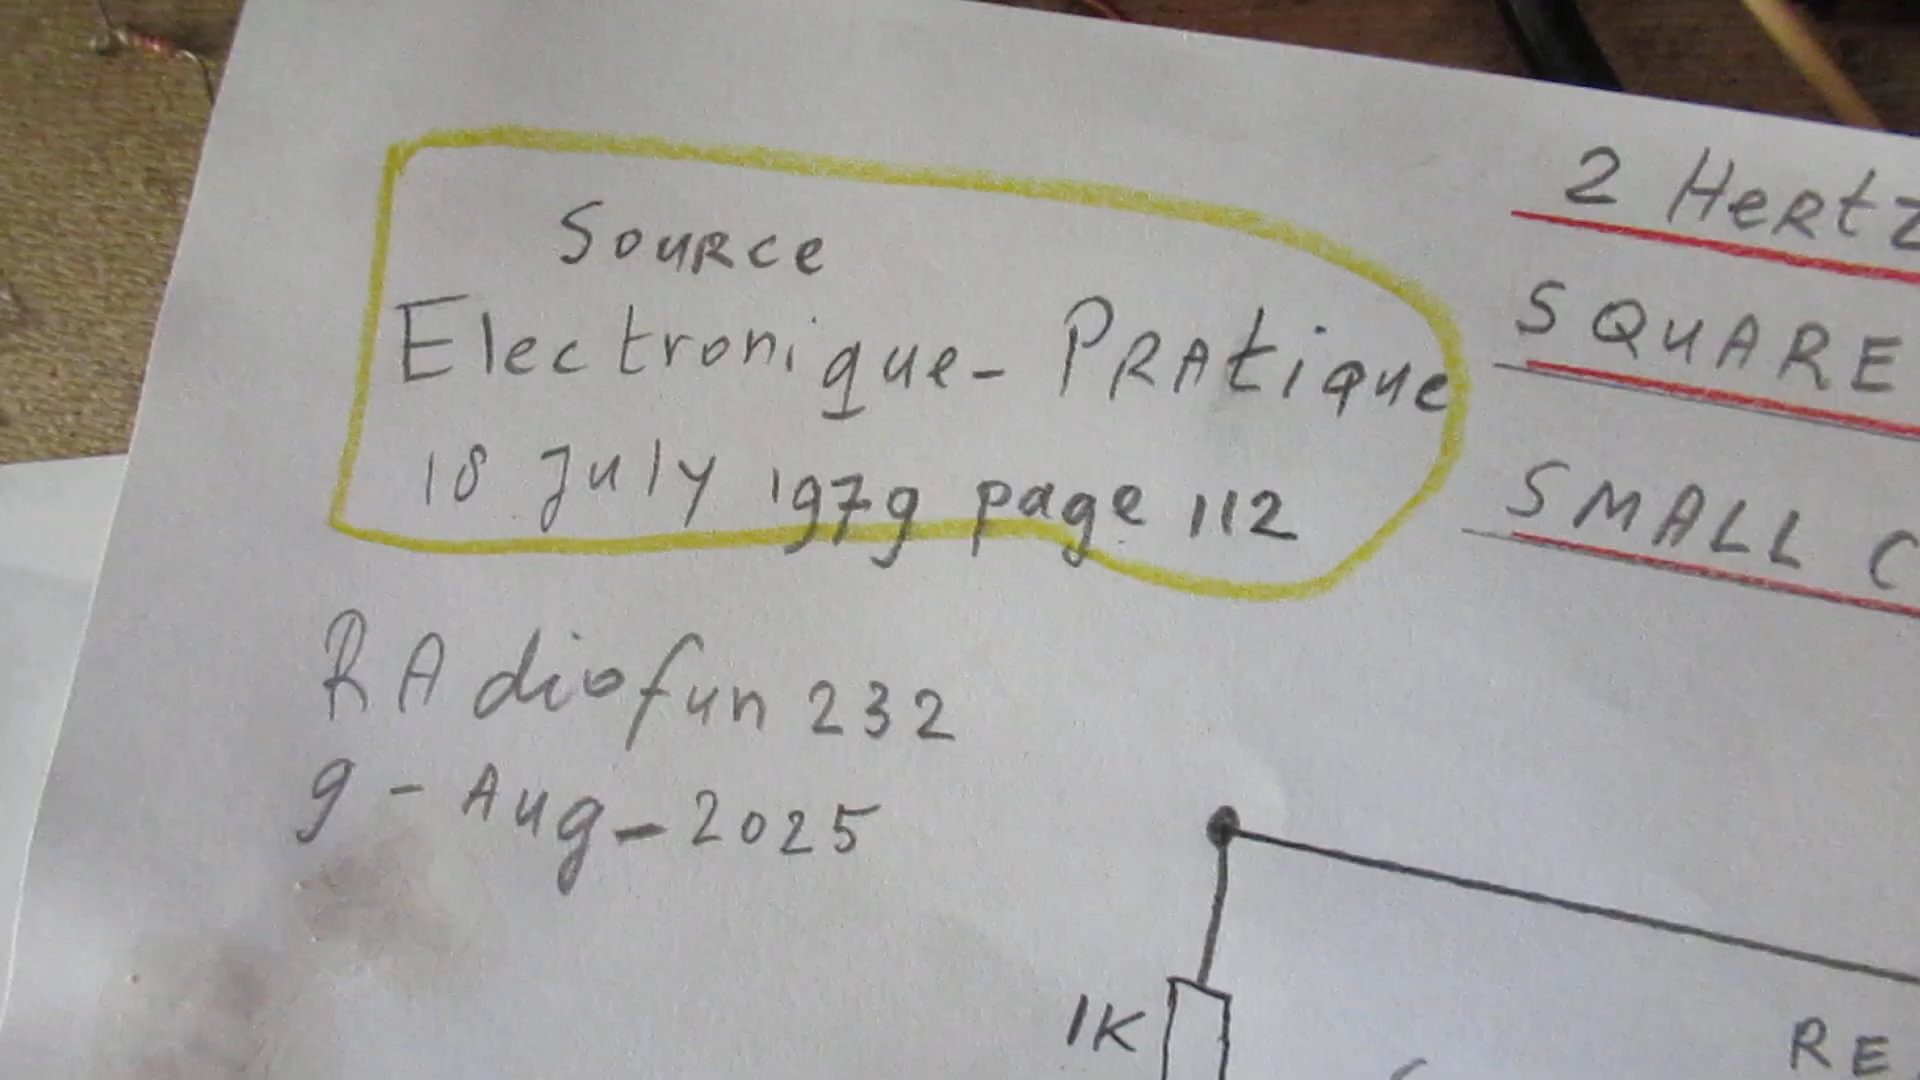 Source
Electronique - Pratique
18 July 1979 page 112
RAdiofun 232
9 - Aug - 2025
2 Hertz
SQUARE
SMALL C
1K
RE